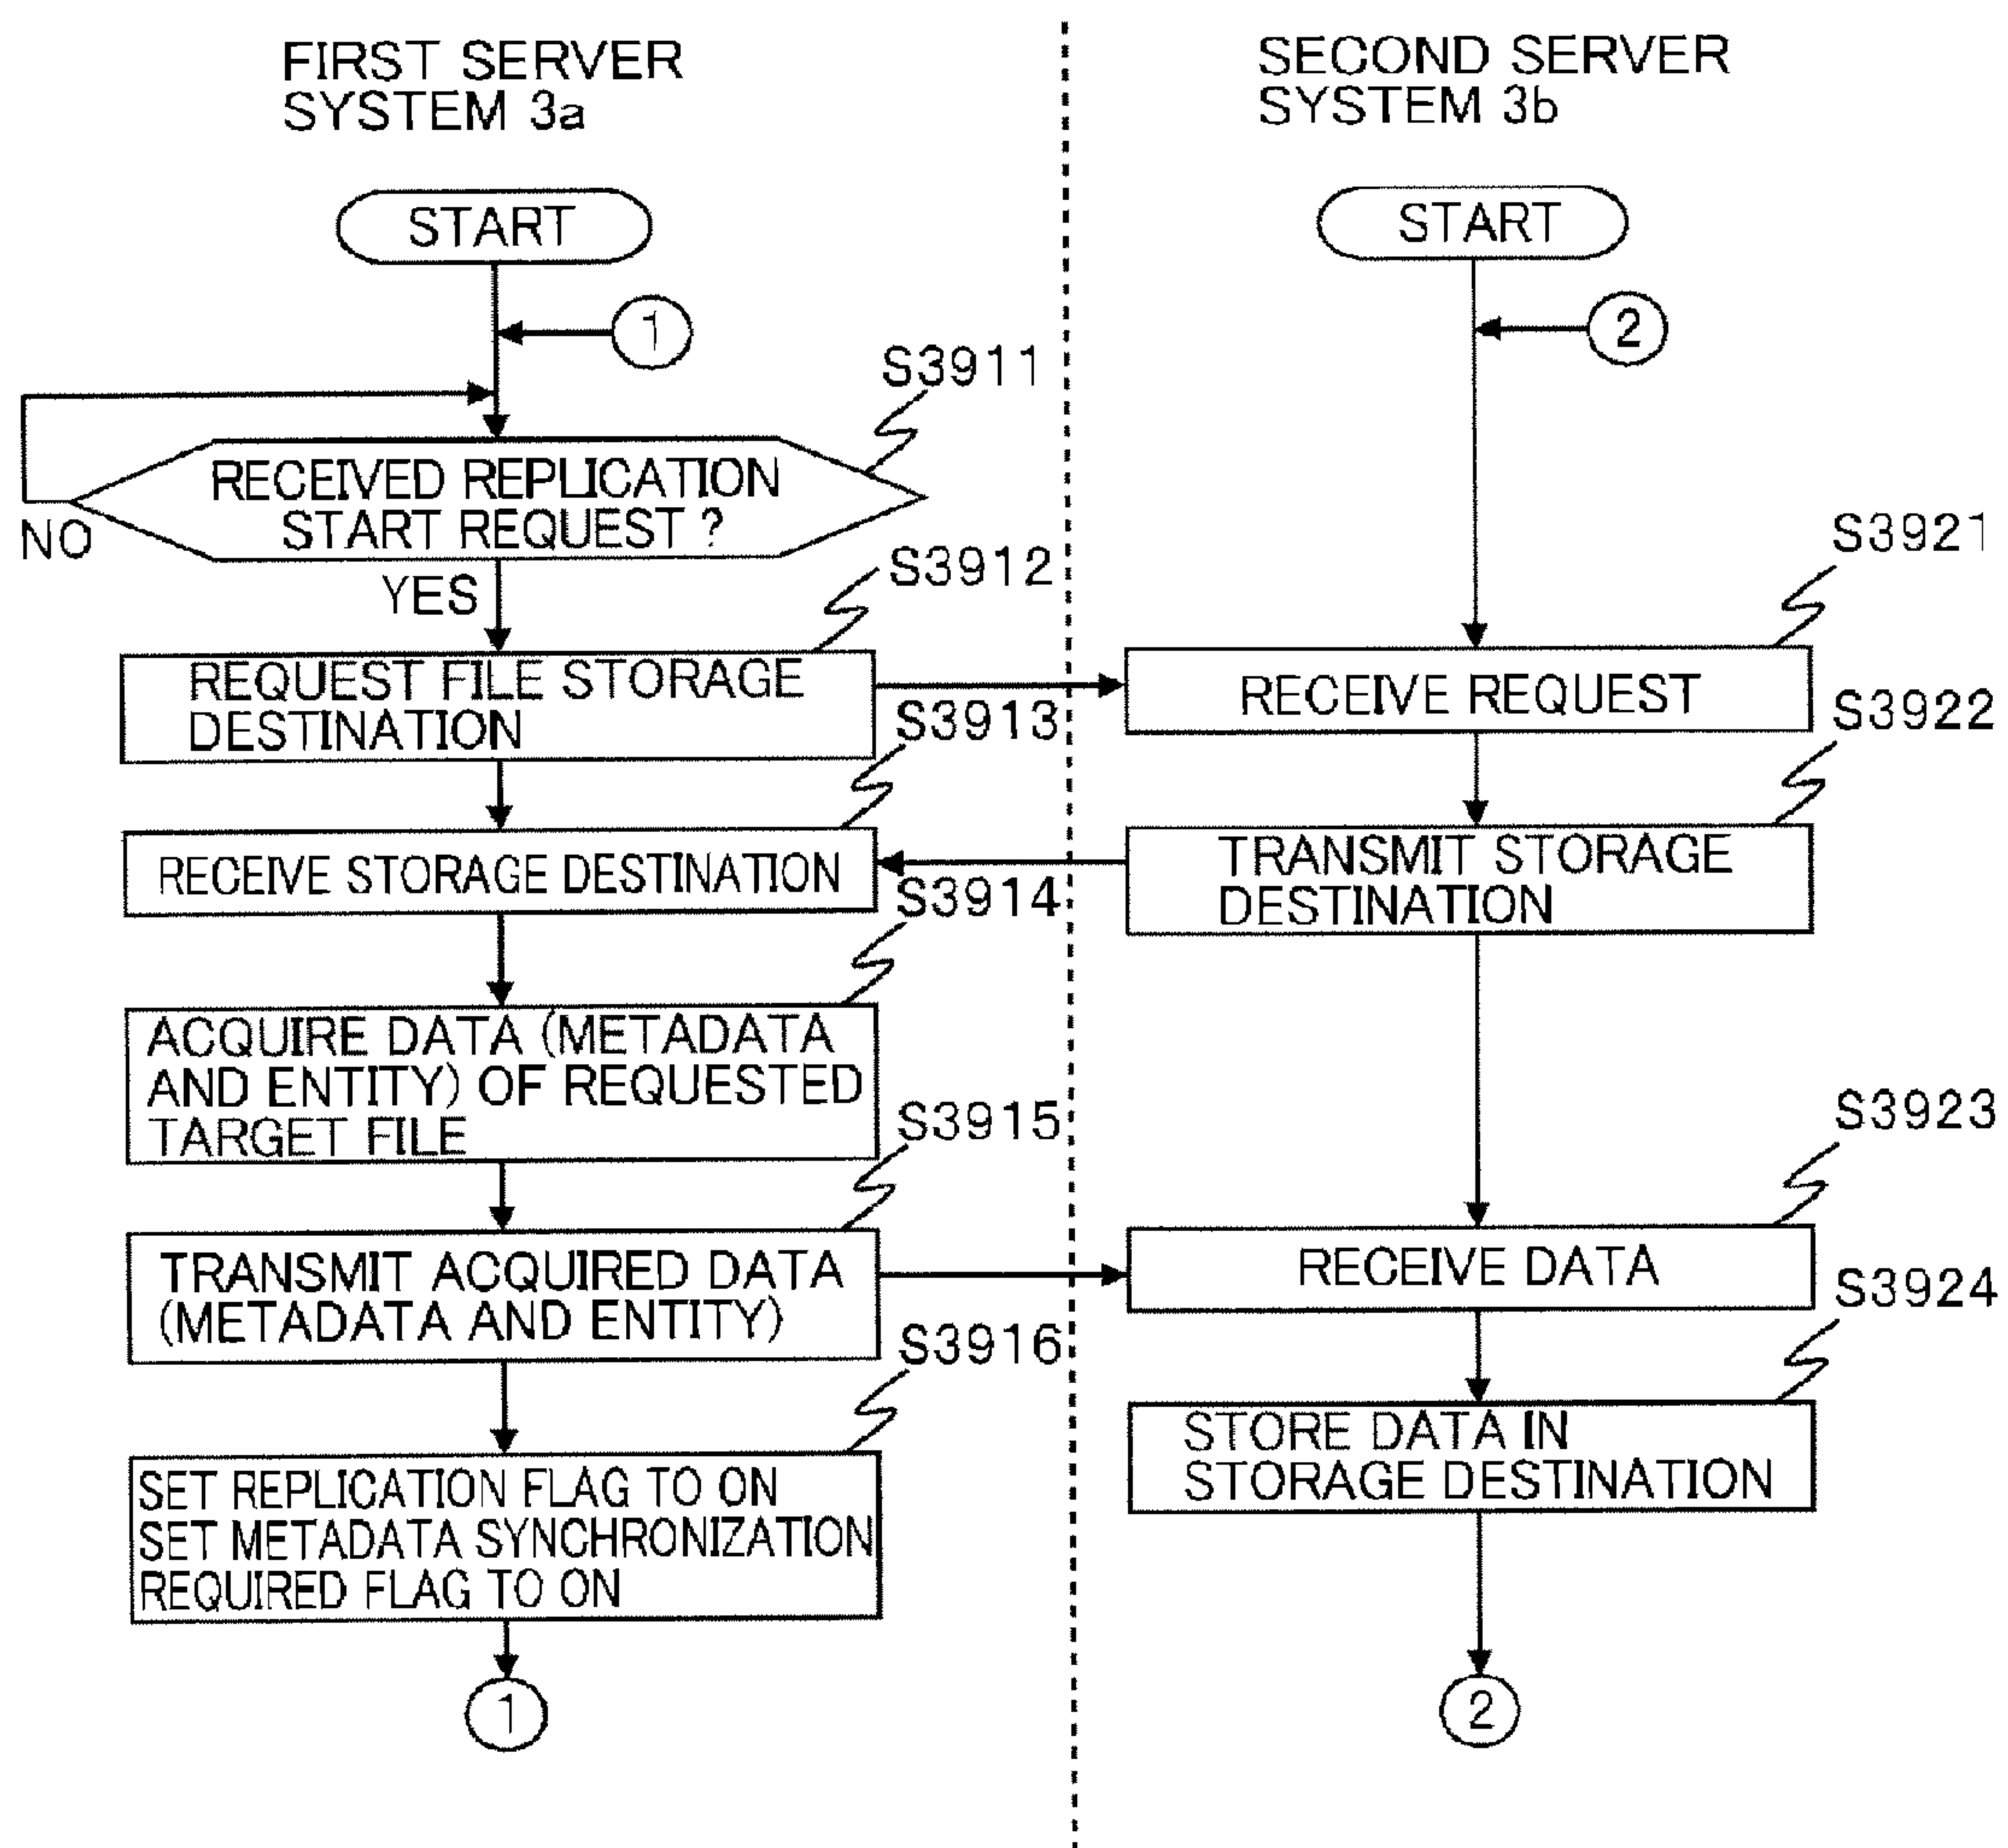 FIRST SERVER
SYSTEM 3a
START
1
S3911
RECEIVED REPLICATION
START REQUEST ?
NO
YES
S3912
REQUEST FILE STORAGE
DESTINATION
S3913
RECEIVE STORAGE DESTINATION
S3914
ACQUIRE DATA (METADATA
AND ENTITY) OF REQUESTED
TARGET FILE
S3915
TRANSMIT ACQUIRED DATA
(METADATA AND ENTITY)
S3916
SET REPLICATION FLAG TO ON
SET METADATA SYNCHRONIZATION
REQUIRED FLAG TO ON
1
SECOND SERVER
SYSTEM 3b
START
2
S3921
RECEIVE REQUEST
S3922
TRANSMIT STORAGE
DESTINATION
S3923
RECEIVE DATA
S3924
STORE DATA IN
STORAGE DESTINATION
2